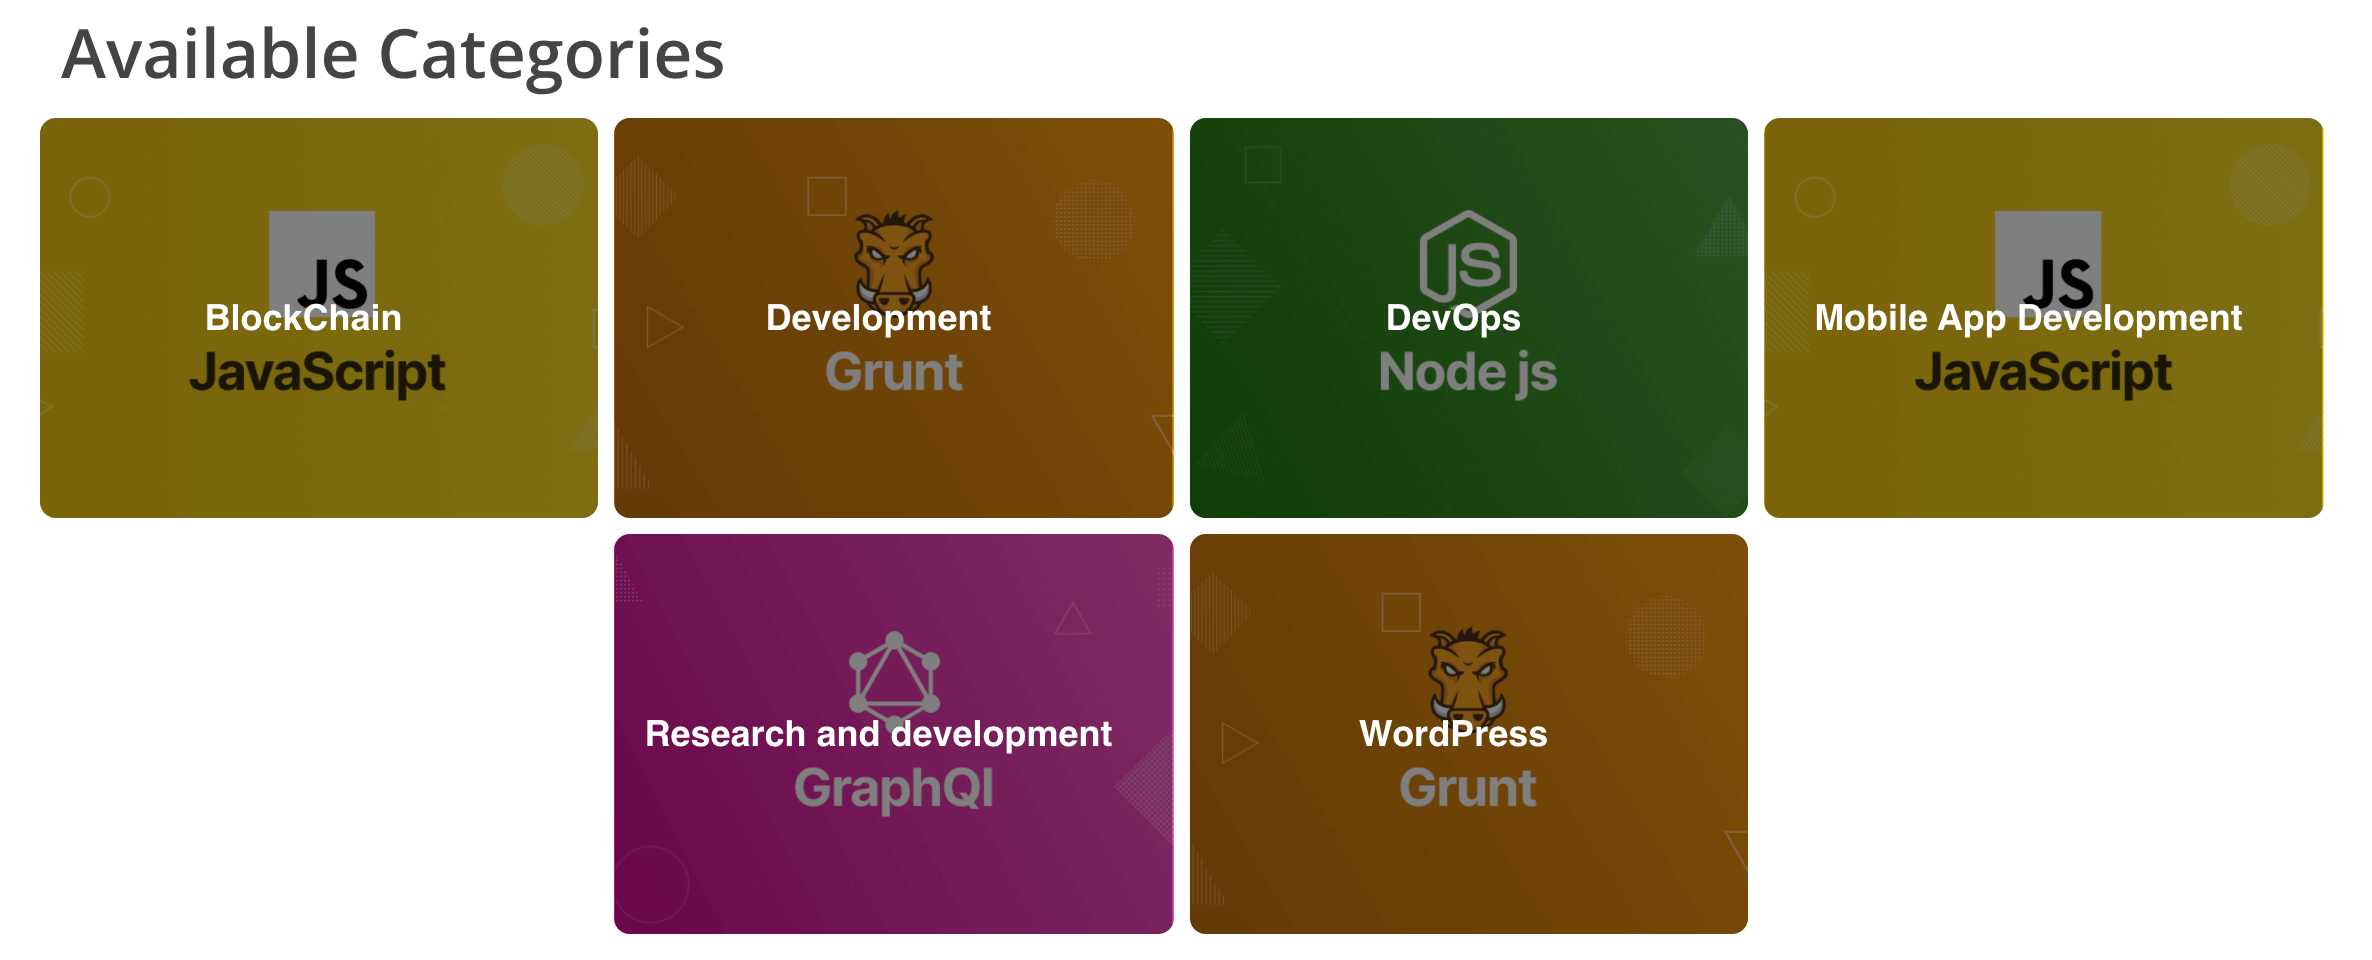 Available Categories
JS
BlockChain
JavaScript
Development
Grunt
JS
DevOps
Node js
JS
Mobile App Development
JavaScript
Research and development
GraphQl
WordPress
Grunt